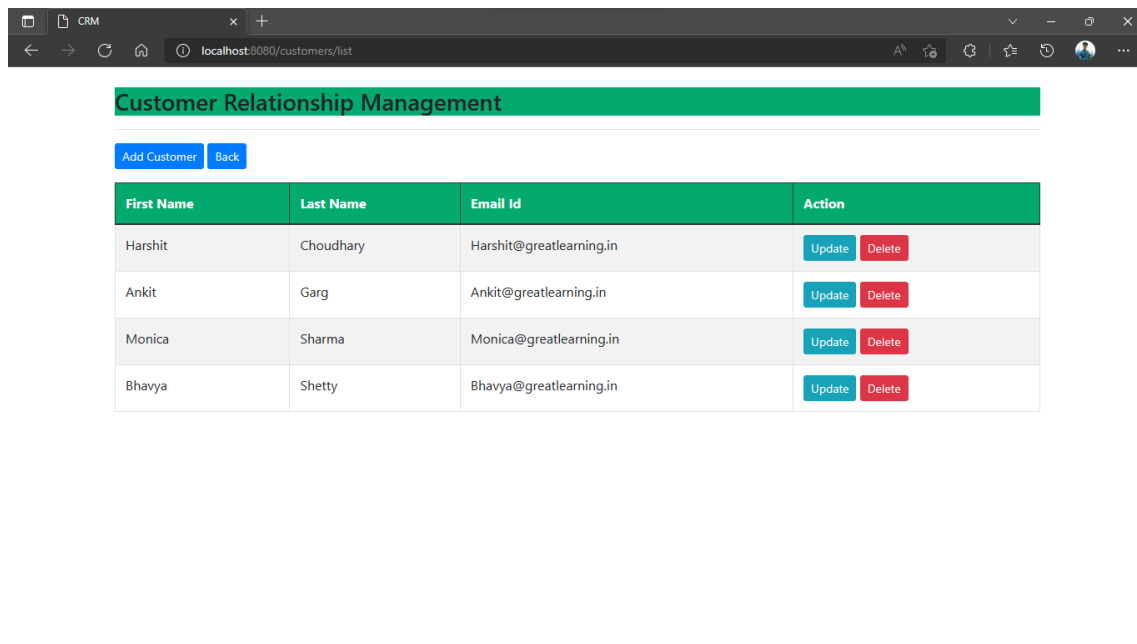 CRM
localhost:8080/customers/list
Customer Relationship Management
Add Customer Back
First Name Last Name Email Id Action
Harshit Choudhary Harshit@greatlearning.in Update Delete
Ankit Garg Ankit@greatlearning.in Update Delete
Monica Sharma Monica@greatlearning.in Update Delete
Bhavya Shetty Bhavya@greatlearning.in Update Delete